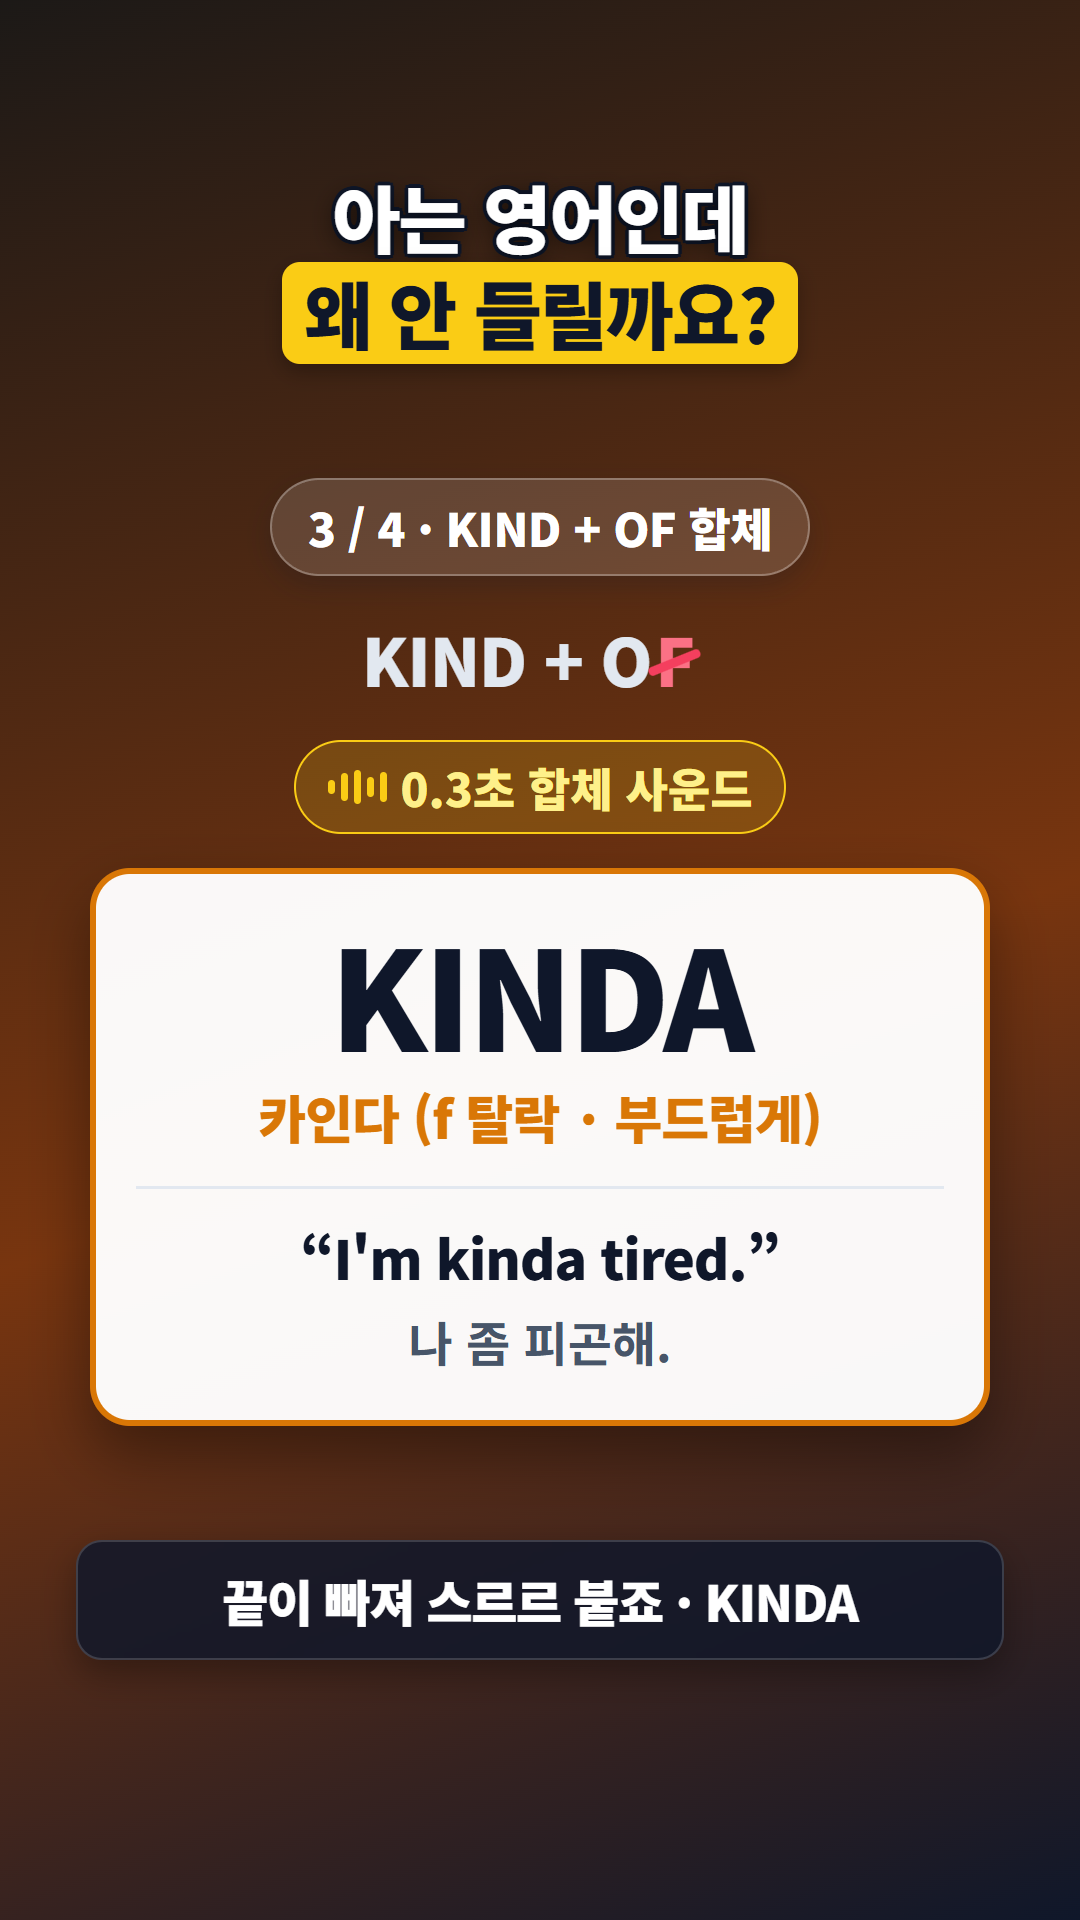 아는 영어인데
왜 안 들릴까요?
3 / 4 · KIND + OF 합체
KIND + OF
0.3초 합체 사운드
KINDA
카인다 (f 탈락 · 부드럽게)
“I'm kinda tired.”
나 좀 피곤해.
끝이 빠져 스르르 붙죠 · KINDA